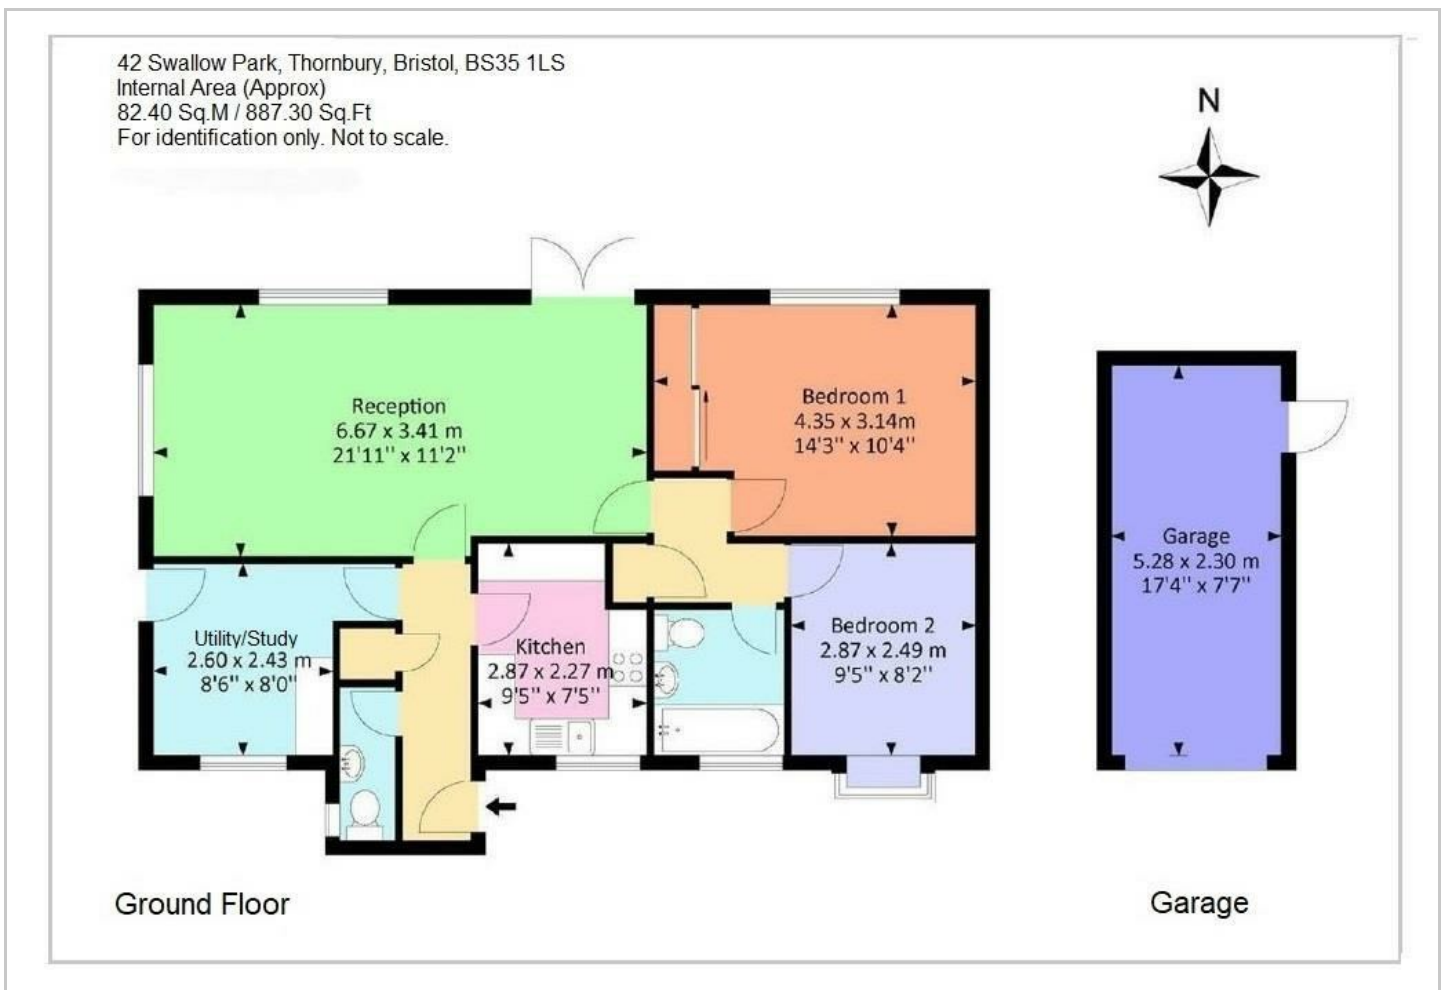 42 Swallow Park, Thornbury, Bristol, BS35 1LS
Internal Area (Approx)
82.40 Sq.M / 887.30 Sq.Ft
For identification only. Not to scale.
N
Reception
6.67 x 3.41 m
21'11" x 11'2"
Bedroom 1
4.35 x 3.14m
14'3" x 10'4"
Garage
5.28 x 2.30 m
17'4" x 7'7"
Utility/Study
2.60 x 2.43 m
8'6" x 8'0"
Kitchen
2.87 x 2.27 m
9'5" x 7'5"
Bedroom 2
2.87 x 2.49 m
9'5" x 8'2"
Ground Floor
Garage